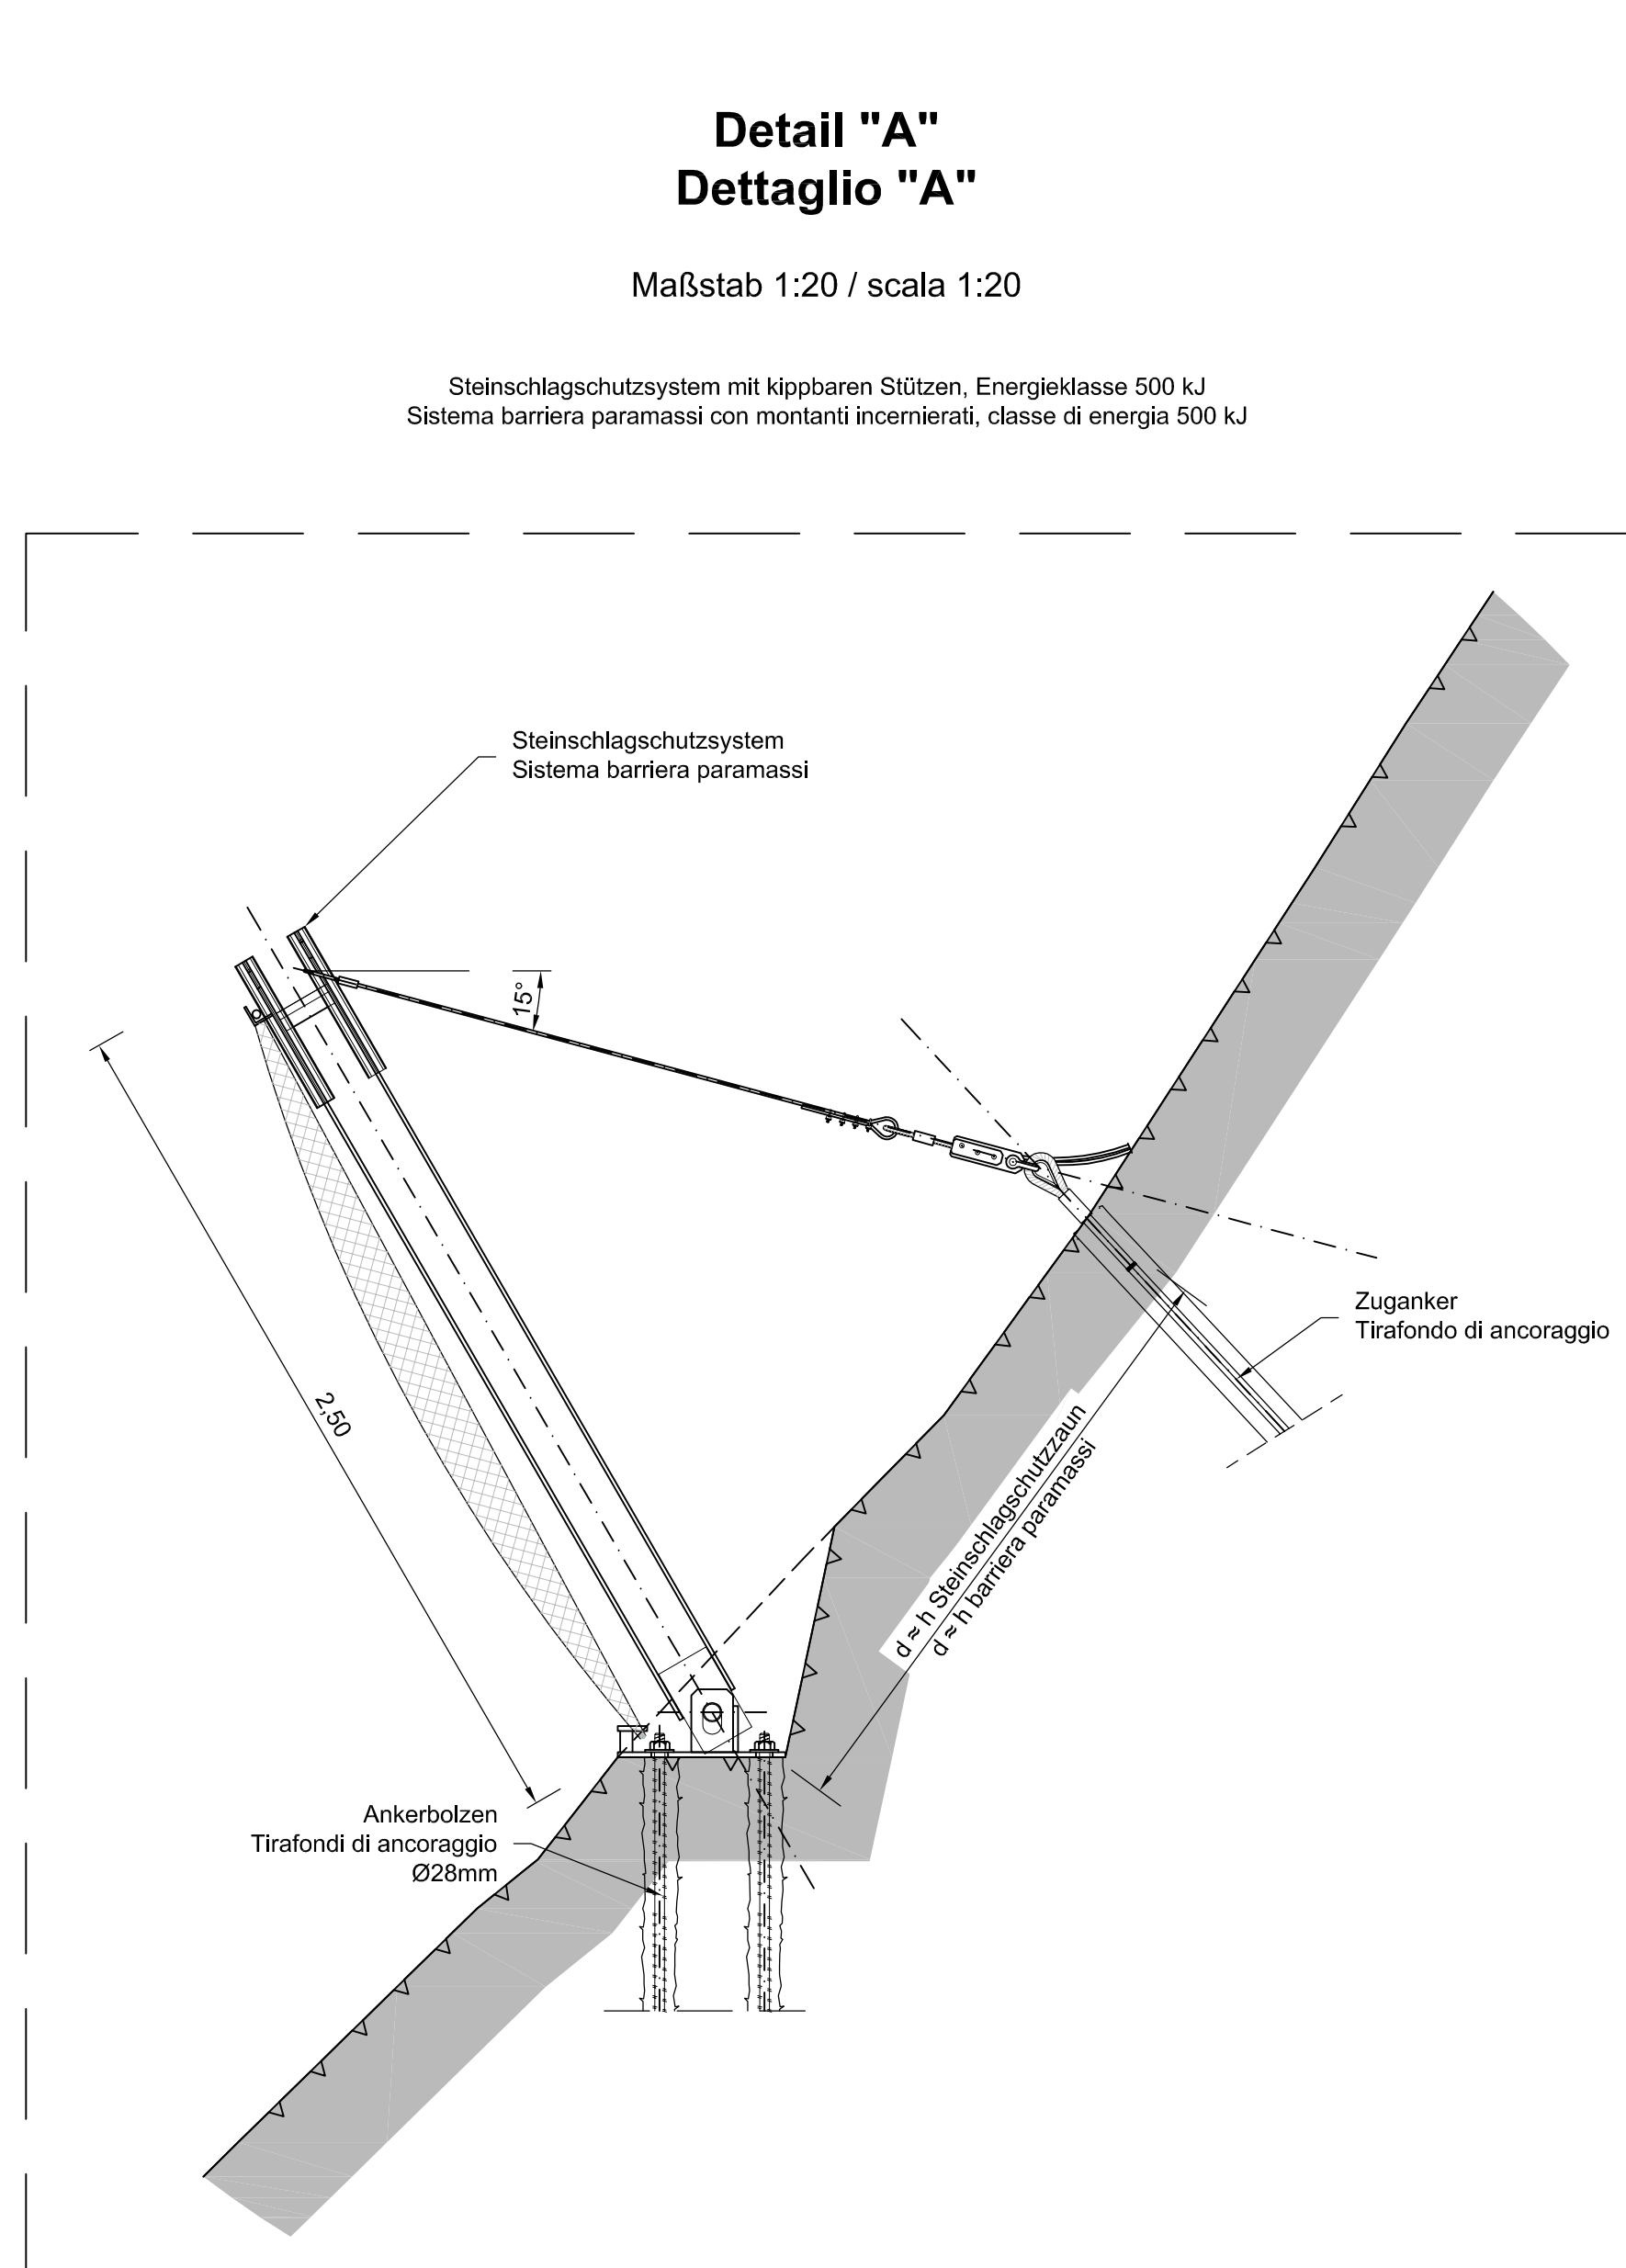 Detail "A"
Dettaglio "A"
Maßstab 1:20 / scala 1:20
Steinschlagschutzsystem mit kippbaren Stützen, Energieklasse 500 kJ
Sistema barriera paramassi con montanti incernierati, classe di energia 500 kJ
Steinschlagschutzsystem
Sistema barriera paramassi
15°
2,50
Zuganker
Tirafondo di ancoraggio
d ≈ h Steinschlagschutzzaun
d ≈ h barriera paramassi
Ankerbolzen
Tirafondi di ancoraggio
Ø28mm